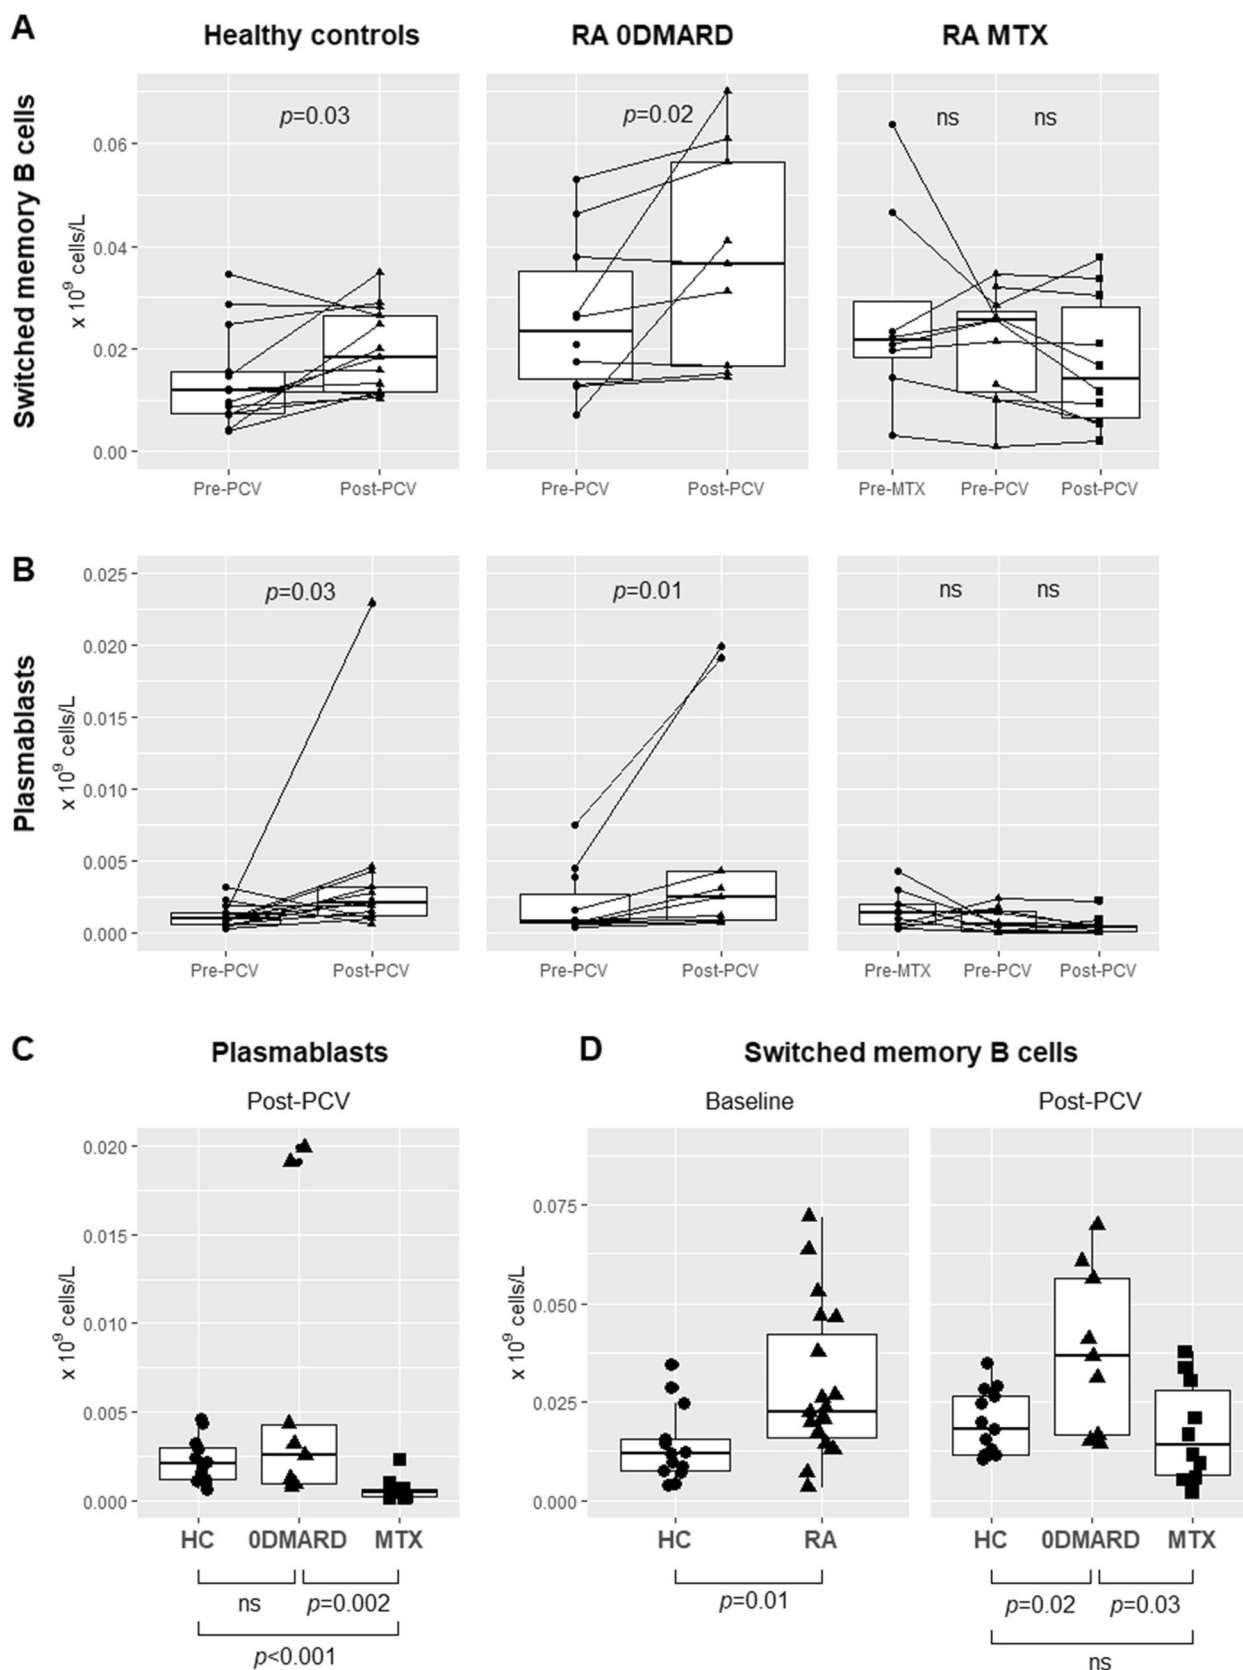 A
Healthy controls
RA 0DMARD
RA MTX
Switched memory B cells
x 10⁹ cells/L
0.06
0.04
0.02
0.00
p=0.03
p=0.02
ns
ns
Pre-PCV
Post-PCV
Pre-PCV
Post-PCV
Pre-MTX
Pre-PCV
Post-PCV
B
Plasmablasts
x 10⁹ cells/L
0.025
0.020
0.015
0.010
0.005
0.000
p=0.03
p=0.01
ns
ns
Pre-PCV
Post-PCV
Pre-PCV
Post-PCV
Pre-MTX
Pre-PCV
Post-PCV
C
Plasmablasts
Post-PCV
x 10⁹ cells/L
0.020
0.015
0.010
0.005
0.000
HC
0DMARD
MTX
ns
p=0.002
p<0.001
D
Switched memory B cells
Baseline
Post-PCV
x 10⁹ cells/L
0.075
0.050
0.025
0.000
HC
RA
p=0.01
HC
0DMARD
MTX
p=0.02
p=0.03
ns